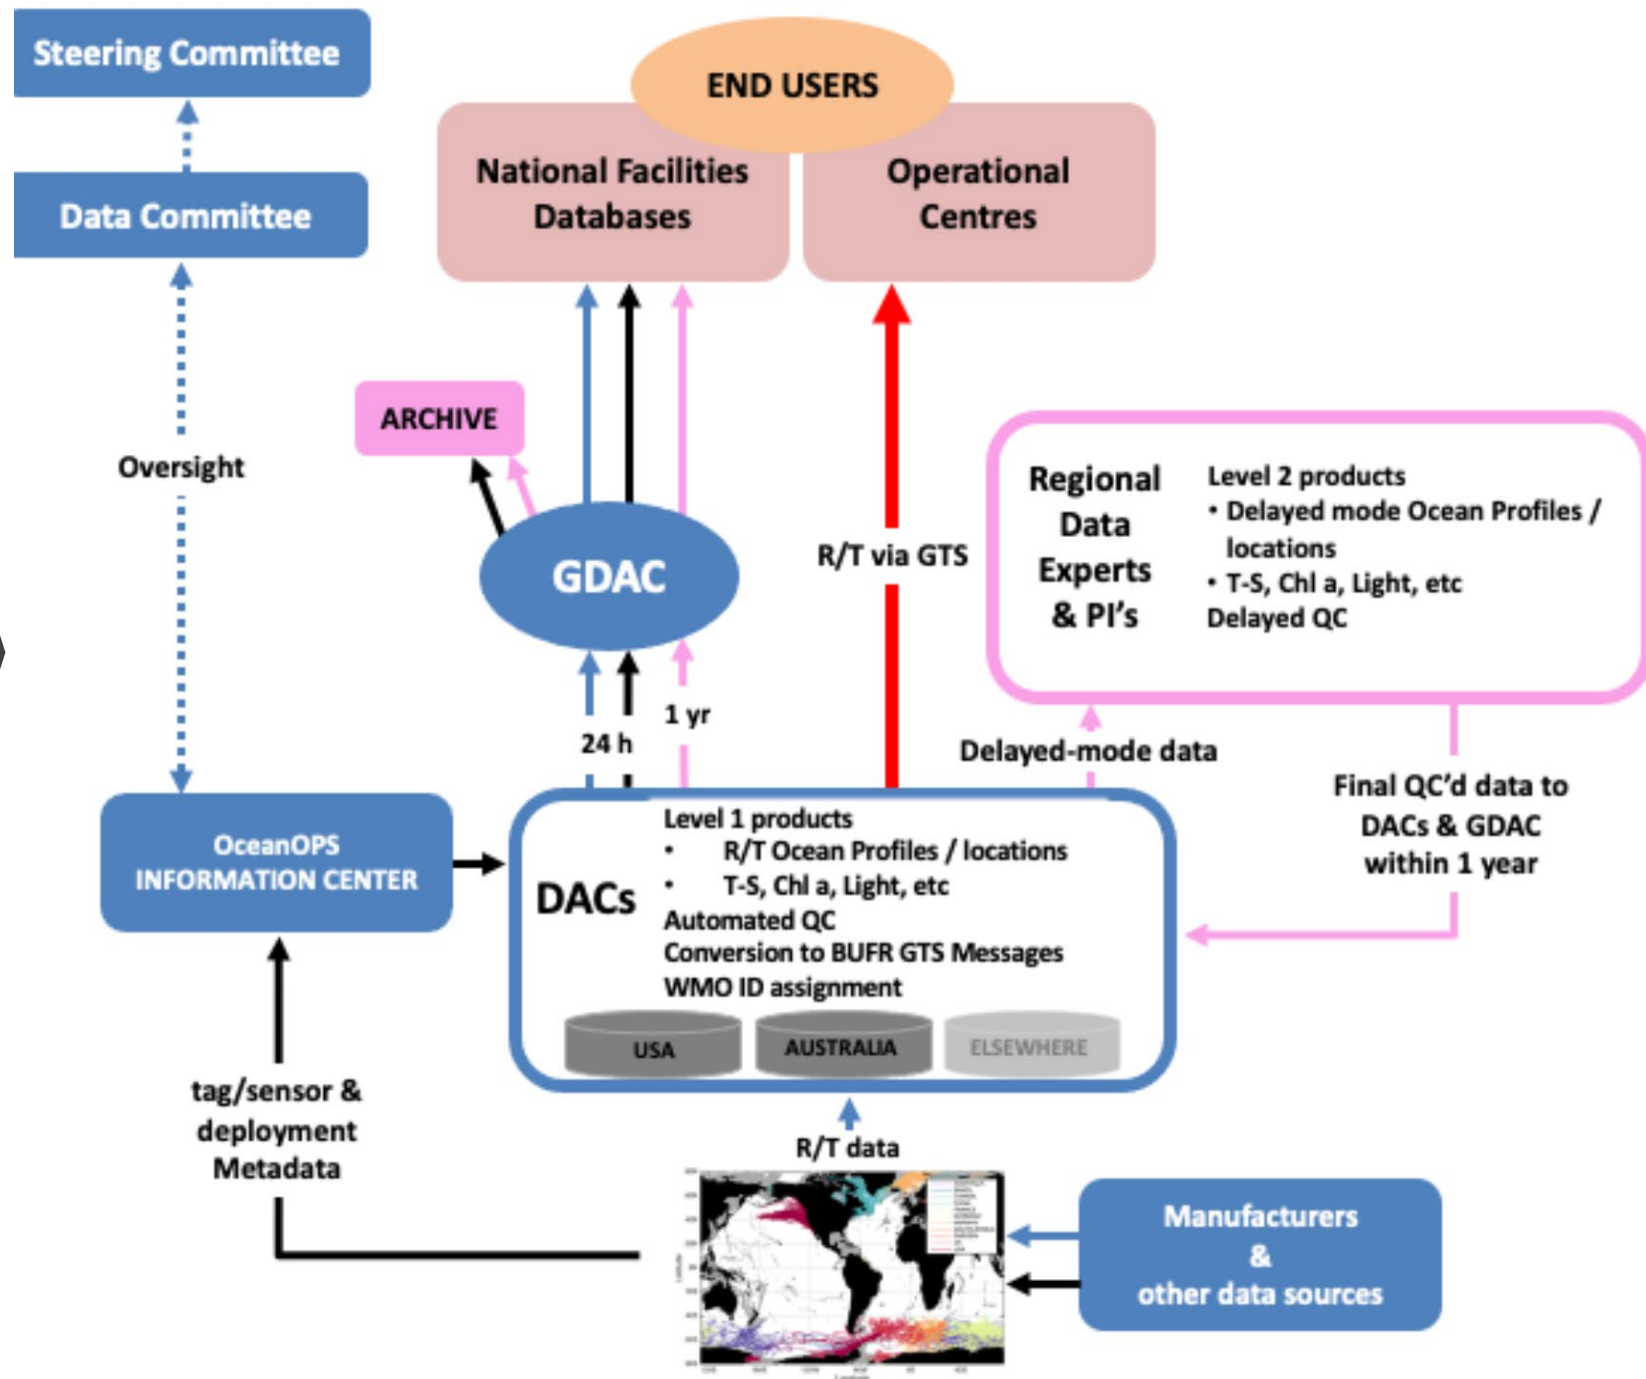 Steering Committee
END USERS
Data Committee
National Facilities
Databases
Operational
Centres
ARCHIVE
Oversight
GDAC
R/T via GTS
Regional
Data
Experts
& PI's
Level 2 products
• Delayed mode Ocean Profiles /
locations
• T-S, Chl a, Light, etc
Delayed QC
1 yr
24 h
Delayed-mode data
Final QC'd data to
DACs & GDAC
within 1 year
OceanOPS
INFORMATION CENTER
DACs
Level 1 products
• R/T Ocean Profiles / locations
• T-S, Chl a, Light, etc
Automated QC
Conversion to BUFR GTS Messages
WMO ID assignment
USA
AUSTRALIA
ELSEWHERE
tag/sensor &
deployment
Metadata
R/T data
Manufacturers
&
other data sources